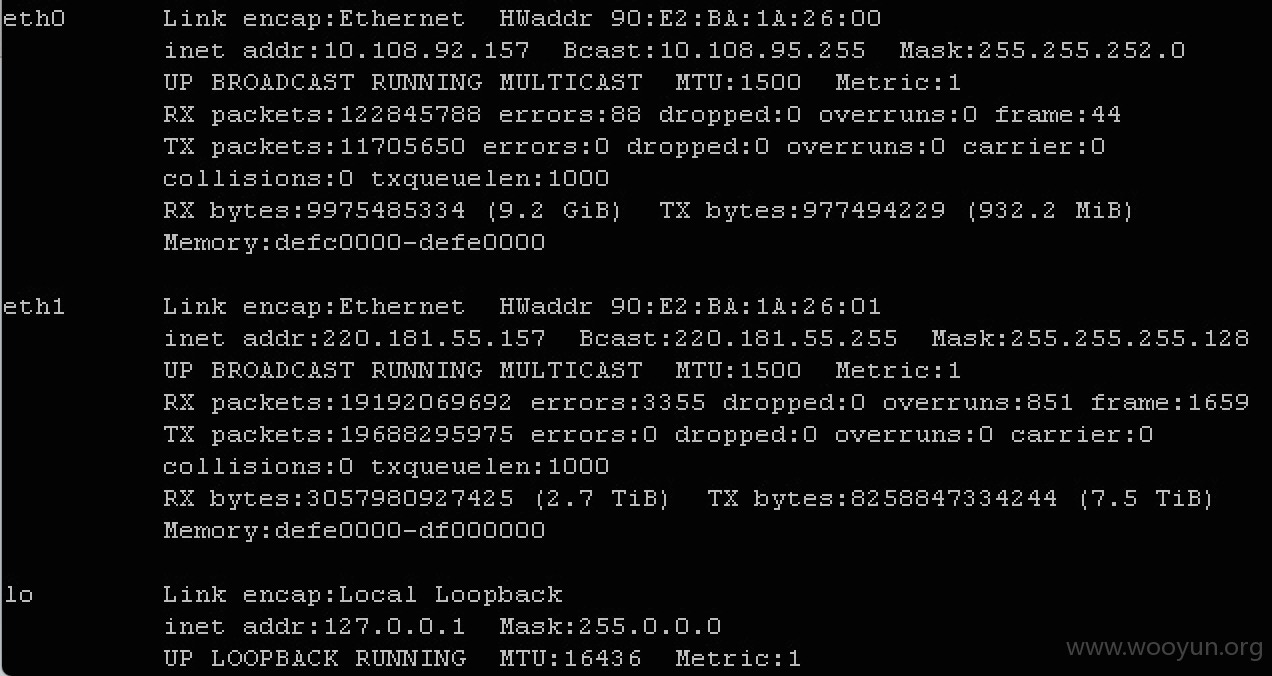 eth0      Link encap:Ethernet  HWaddr 90:E2:BA:1A:26:00
          inet addr:10.108.92.157  Bcast:10.108.95.255  Mask:255.255.252.0
          UP BROADCAST RUNNING MULTICAST  MTU:1500  Metric:1
          RX packets:122845788 errors:88 dropped:0 overruns:0 frame:44
          TX packets:11705650 errors:0 dropped:0 overruns:0 carrier:0
          collisions:0 txqueuelen:1000
          RX bytes:9975485334 (9.2 GiB)  TX bytes:977494229 (932.2 MiB)
          Memory:defc0000-defe0000

eth1      Link encap:Ethernet  HWaddr 90:E2:BA:1A:26:01
          inet addr:220.181.55.157  Bcast:220.181.55.255  Mask:255.255.255.128
          UP BROADCAST RUNNING MULTICAST  MTU:1500  Metric:1
          RX packets:19192069692 errors:3355 dropped:0 overruns:851 frame:1659
          TX packets:19688295975 errors:0 dropped:0 overruns:0 carrier:0
          collisions:0 txqueuelen:1000
          RX bytes:3057980927425 (2.7 TiB)  TX bytes:8258847334244 (7.5 TiB)
          Memory:defe0000-df000000

lo        Link encap:Local Loopback
          inet addr:127.0.0.1  Mask:255.0.0.0
          UP LOOPBACK RUNNING  MTU:16436  Metric:1
www.wooyun.org